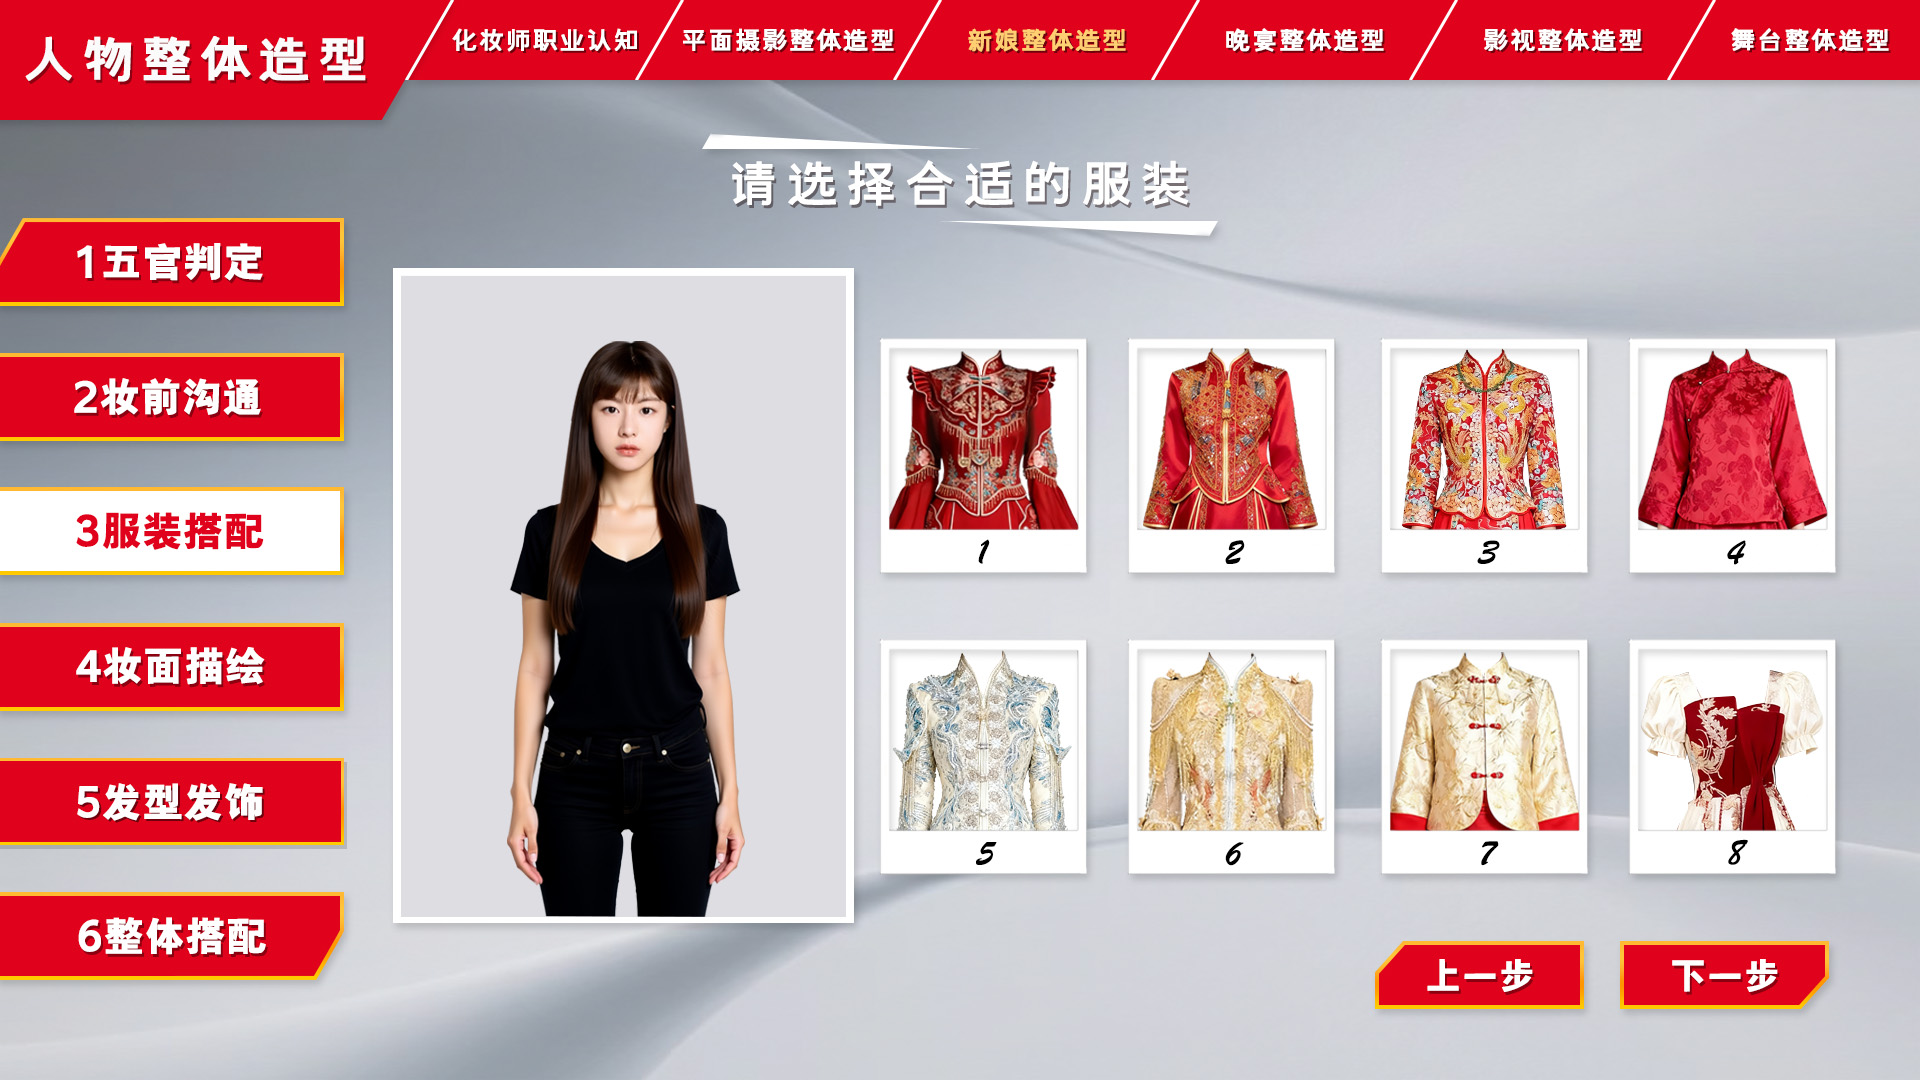 人物整体造型
化妆师职业认知
平面摄影整体造型
新娘整体造型
晚宴整体造型
影视整体造型
舞台整体造型
请选择合适的服装
1五官判定
2妆前沟通
3服装搭配
4妆面描绘
5发型发饰
6整体搭配
1
2
3
4
5
6
7
8
上一步
下一步